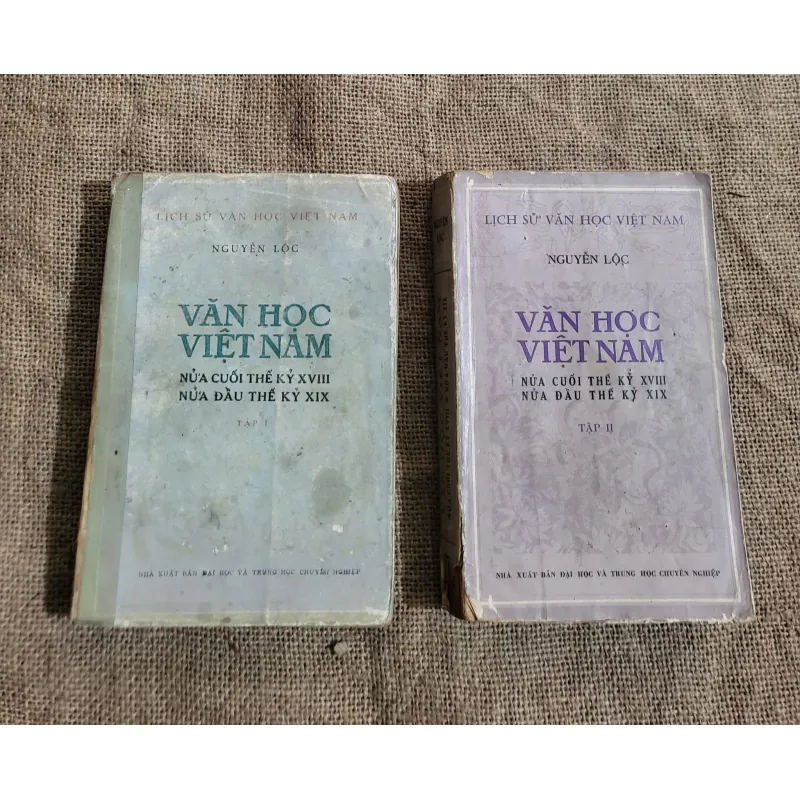 LỊCH SỬ VĂN HỌC VIỆT NAM
NGUYỄN LỘC
VĂN HỌC
VIỆT NAM
NỬA CUỐI THẾ KỶ XVIII
NỬA ĐẦU THẾ KỶ XIX
TẬP I
NHÀ XUẤT BẢN ĐẠI HỌC VÀ TRUNG HỌC CHUYÊN NGHIỆP
LỊCH SỬ VĂN HỌC VIỆT NAM
NGUYỄN LỘC
VĂN HỌC
VIỆT NAM
NỬA CUỐI THẾ KỶ XVIII
NỬA ĐẦU THẾ KỶ XIX
TẬP II
NHÀ XUẤT BẢN ĐẠI HỌC VÀ TRUNG HỌC CHUYÊN NGHIỆP
NGUYỄN
LỘC